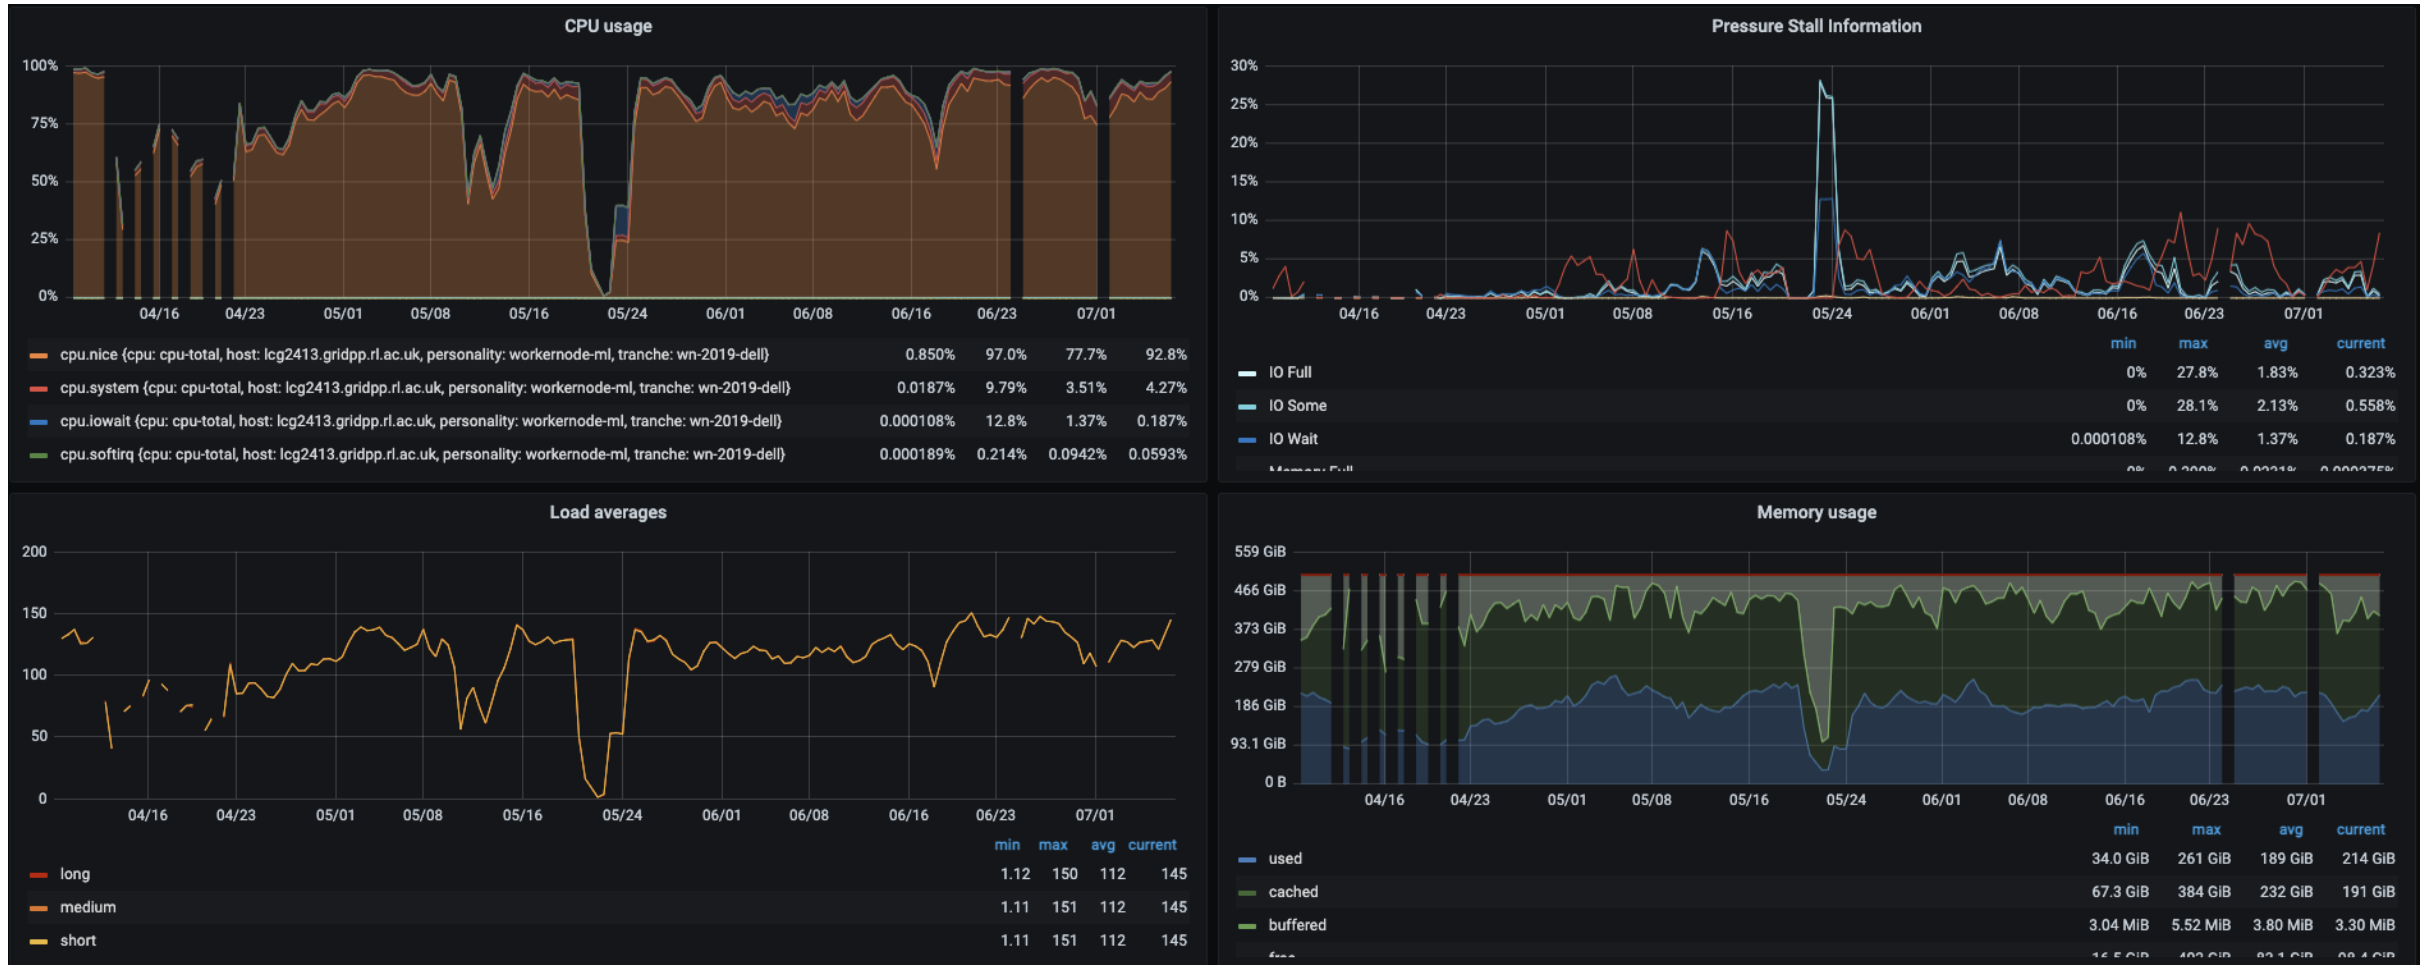 CPU usage
100%
75%
50%
25%
0%
04/16 04/23 05/01 05/08 05/16 05/24 06/01 06/08 06/16 06/23 07/01
cpu.nice {cpu: cpu-total, host: lcg2413.gridpp.rl.ac.uk, personality: workernode-ml, tranche: wn-2019-dell} 0.850% 97.0% 77.7% 92.8%
cpu.system {cpu: cpu-total, host: lcg2413.gridpp.rl.ac.uk, personality: workernode-ml, tranche: wn-2019-dell} 0.0187% 9.79% 3.51% 4.27%
cpu.iowait {cpu: cpu-total, host: lcg2413.gridpp.rl.ac.uk, personality: workernode-ml, tranche: wn-2019-dell} 0.000108% 12.8% 1.37% 0.187%
cpu.softirq {cpu: cpu-total, host: lcg2413.gridpp.rl.ac.uk, personality: workernode-ml, tranche: wn-2019-dell} 0.000189% 0.214% 0.0942% 0.0593%
Pressure Stall Information
30%
25%
20%
15%
10%
5%
0%
04/16 04/23 05/01 05/08 05/16 05/24 06/01 06/08 06/16 06/23 07/01
min max avg current
IO Full 0% 27.8% 1.83% 0.323%
IO Some 0% 28.1% 2.13% 0.558%
IO Wait 0.000108% 12.8% 1.37% 0.187%
Memory Full 0%
Load averages
200
150
100
50
0
04/16 04/23 05/01 05/08 05/16 05/24 06/01 06/08 06/16 06/23 07/01
min max avg current
long 1.12 150 112 145
medium 1.11 151 112 145
short 1.11 151 112 145
Memory usage
559 GiB
466 GiB
373 GiB
279 GiB
186 GiB
93.1 GiB
0 B
04/16 04/23 05/01 05/08 05/16 05/24 06/01 06/08 06/16 06/23 07/01
min max avg current
used 34.0 GiB 261 GiB 189 GiB 214 GiB
cached 67.3 GiB 384 GiB 232 GiB 191 GiB
buffered 3.04 MiB 5.52 MiB 3.80 MiB 3.30 MiB
free